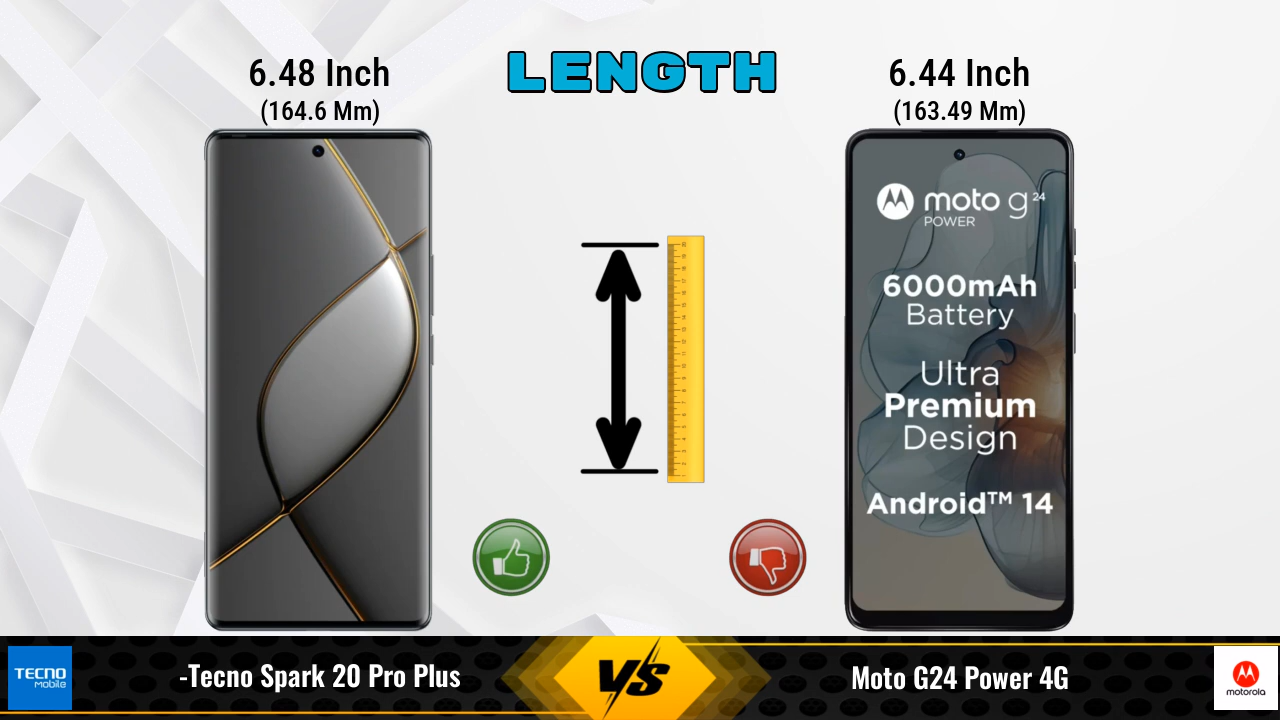 LENGTH
6.48 Inch
(164.6 Mm)
6.44 Inch
(163.49 Mm)
moto g 24
POWER
6000mAh
Battery
Ultra
Premium
Design
Android™ 14
TECNO
mobile
-Tecno Spark 20 Pro Plus
VS
Moto G24 Power 4G
motorola